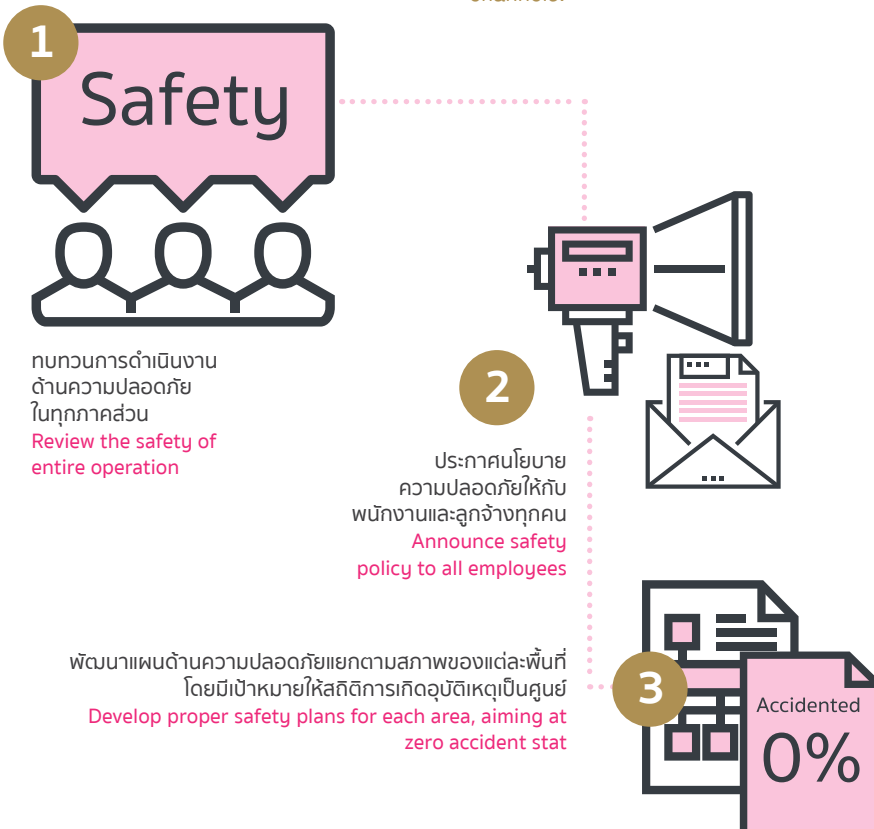 1
Safety
ทบทวนการดำเนินงาน
ด้านความปลอดภัย
ในทุกภาคส่วน
Review the safety of
entire operation
2
ประกาศนโยบาย
ความปลอดภัยให้กับ
พนักงานและลูกจ้างทุกคน
Announce safety
policy to all employees
พัฒนาแผนด้านความปลอดภัยแยกตามสภาพของแต่ละพื้นที่
โดยมีเป้าหมายให้สถิติการเกิดอุบัติเหตุเป็นศูนย์
Develop proper safety plans for each area, aiming at
zero accident stat
3
Accidented
0%